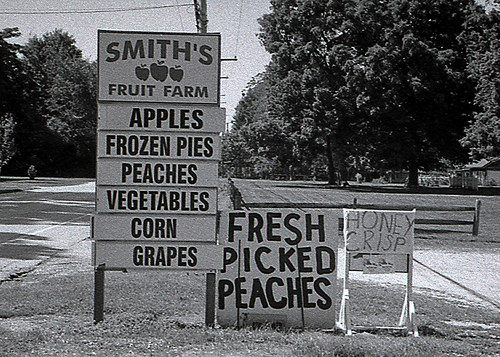 SMITH'S
FRUIT FARM
APPLES
FROZEN PIES
PEACHES
VEGETABLES
CORN
GRAPES
FRESH
PICKED
PEACHES
HONEY
CRISP